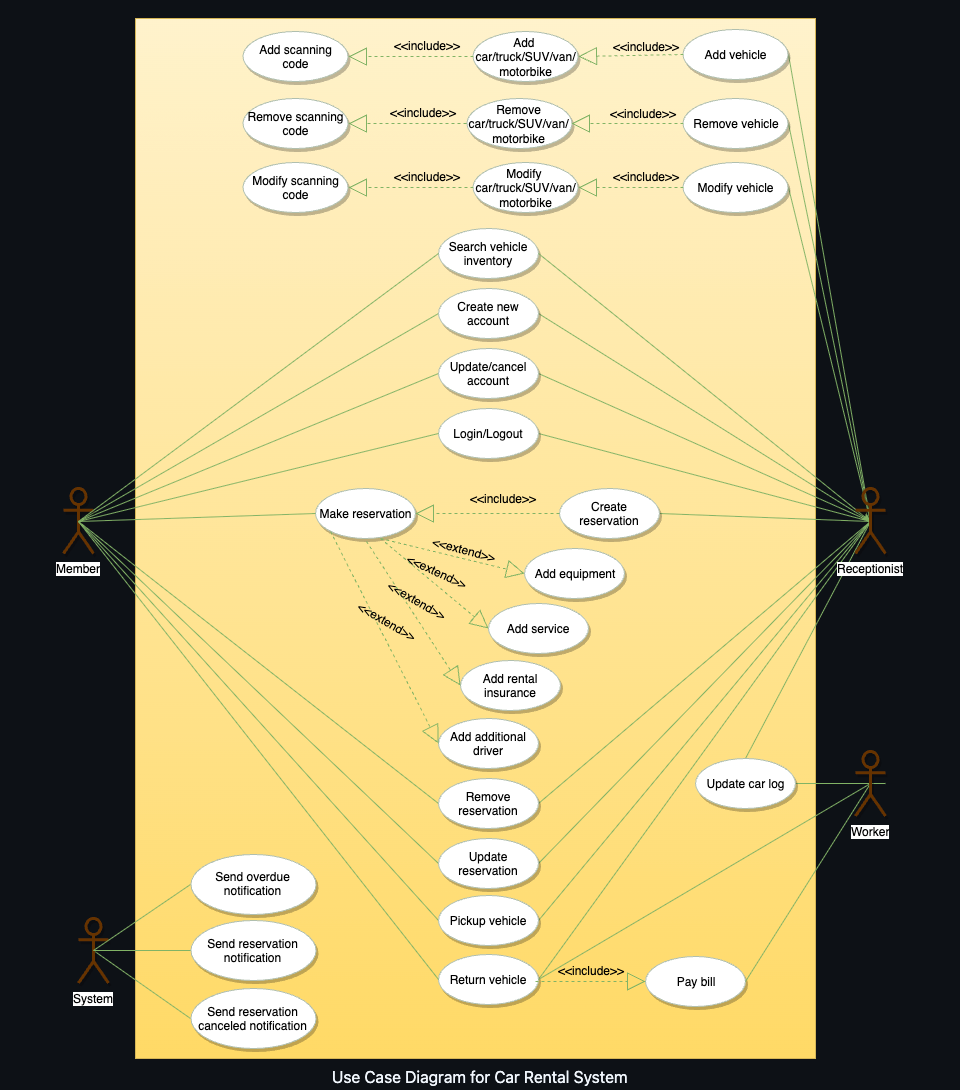 Add scanning
code
<<include>>
Add
car/truck/SUV/van/
motorbike
<<include>>
Add vehicle
Remove scanning
code
<<include>>
Remove
car/truck/SUV/van/
motorbike
<<include>>
Remove vehicle
Modify scanning
code
<<include>>
Modify
car/truck/SUV/van/
motorbike
<<include>>
Modify vehicle
Search vehicle
inventory
Create new
account
Update/cancel
account
Login/Logout
Make reservation
<<include>>
Create
reservation
Member
Receptionist
<<extend>>
Add equipment
<<extend>>
Add service
<<extend>>
Add rental
insurance
<<extend>>
Add additional
driver
Remove
reservation
Update car log
Worker
Update
reservation
Send overdue
notification
Pickup vehicle
Send reservation
notification
System
Return vehicle
<<include>>
Pay bill
Send reservation
canceled notification
Use Case Diagram for Car Rental System